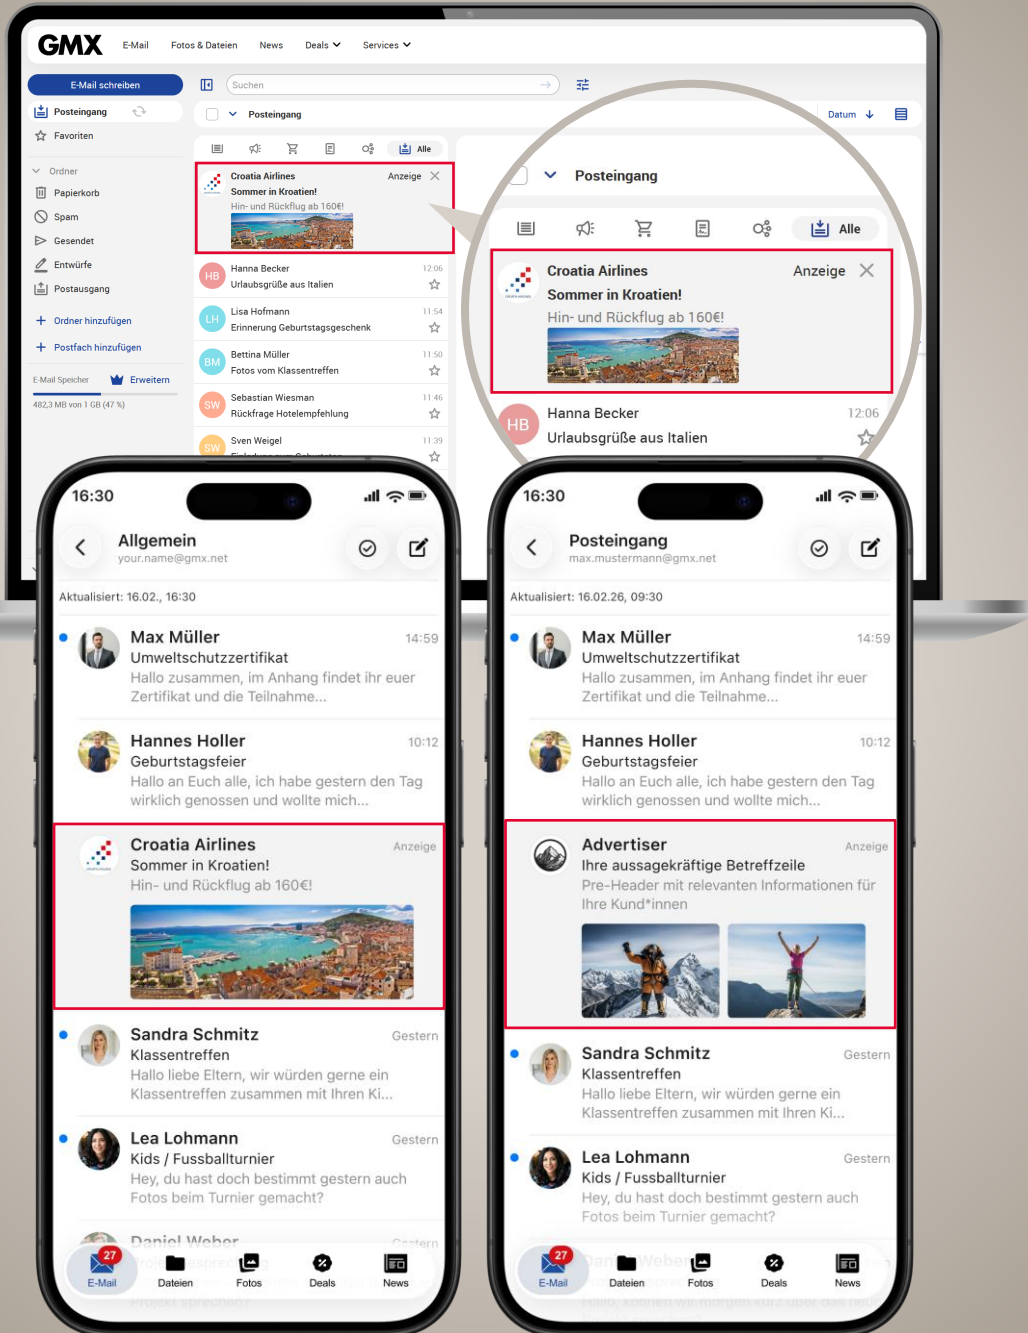 GMX
E-Mail Fotos & Dateien News Deals Services
E-Mail schreiben
Suchen
Posteingang
Favoriten
Ordner
Papierkorb
Spam
Gesendet
Entwürfe
Postausgang
Ordner hinzufügen
Postfach hinzufügen
E-Mail Speicher Erweitern
482,3 MB von 1 GB (47 %)
Posteingang
Datum
Alle
Croatia Airlines Anzeige
Sommer in Kroatien!
Hin- und Rückflug ab 160€!
HB Hanna Becker 12:06
Urlaubsgrüße aus Italien
LH Lisa Hofmann 11:54
Erinnerung Geburtstagsgeschenk
BM Bettina Müller 11:50
Fotos vom Klassentreffen
SW Sebastian Wiesman 11:46
Rückfrage Hotelempfehlung
SW Sven Weigel 11:39
Posteingang
Alle
Croatia Airlines Anzeige
Sommer in Kroatien!
Hin- und Rückflug ab 160€!
HB Hanna Becker 12:06
Urlaubsgrüße aus Italien
16:30
Allgemein
your.name@gmx.net
Aktualisiert: 16.02., 16:30
Max Müller 14:59
Umweltschutzzertifikat
Hallo zusammen, im Anhang findet ihr euer
Zertifikat und die Teilnahme...
Hannes Holler 10:12
Geburtstagsfeier
Hallo an Euch alle, ich habe gestern den Tag
wirklich genossen und wollte mich...
Croatia Airlines Anzeige
Sommer in Kroatien!
Hin- und Rückflug ab 160€!
Sandra Schmitz Gestern
Klassentreffen
Hallo liebe Eltern, wir würden gerne ein
Klassentreffen zusammen mit Ihren Ki...
Lea Lohmann Gestern
Kids / Fussballturnier
Hey, du hast doch bestimmt gestern auch
Fotos beim Turnier gemacht?
Daniel Weber Gestern
27
E-Mail Dateien Fotos Deals News
16:30
Posteingang
max.mustermann@gmx.net
Aktualisiert: 16.02.26, 09:30
Max Müller 14:59
Umweltschutzzertifikat
Hallo zusammen, im Anhang findet ihr euer
Zertifikat und die Teilnahme...
Hannes Holler 10:12
Geburtstagsfeier
Hallo an Euch alle, ich habe gestern den Tag
wirklich genossen und wollte mich...
Advertiser Anzeige
Ihre aussagekräftige Betreffzeile
Pre-Header mit relevanten Informationen für
Ihre Kund*innen
Sandra Schmitz Gestern
Klassentreffen
Hallo liebe Eltern, wir würden gerne ein
Klassentreffen zusammen mit Ihren Ki...
Lea Lohmann Gestern
Kids / Fussballturnier
Hey, du hast doch bestimmt gestern auch
Fotos beim Turnier gemacht?
Daniel Weber
27
E-Mail Dateien Fotos Deals News